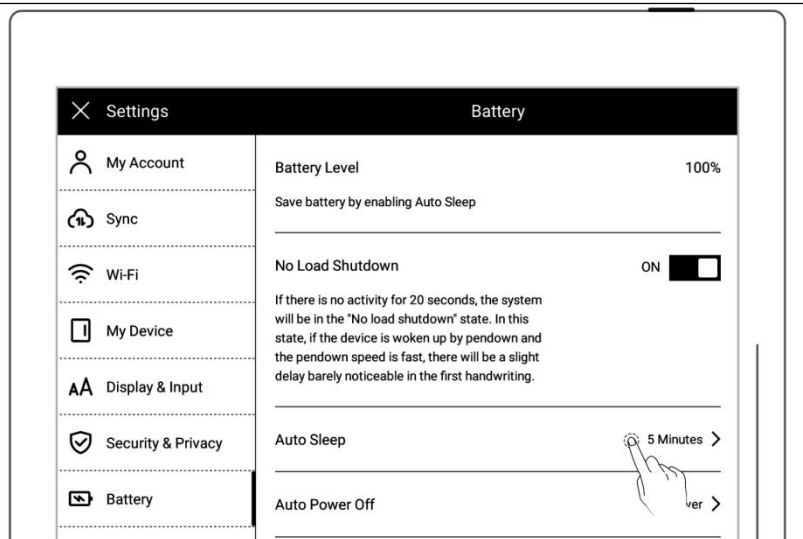 Settings
Battery
My Account
Sync
Wi-Fi
My Device
Display & Input
Security & Privacy
Battery
Battery Level 100%
Save battery by enabling Auto Sleep
No Load Shutdown ON
If there is no activity for 20 seconds, the system
will be in the "No load shutdown" state. In this
state, if the device is woken up by pendown and
the pendown speed is fast, there will be a slight
delay barely noticeable in the first handwriting.
Auto Sleep 5 Minutes
Auto Power Off